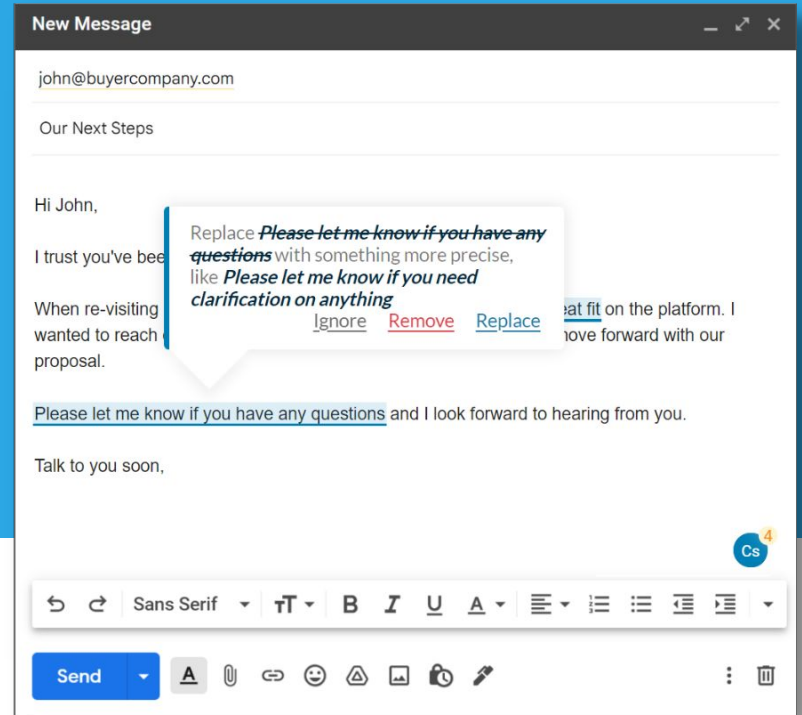 New Message
john@buyercompany.com
Our Next Steps
Hi John,
I trust you've bee
Replace Please let me know if you have any
questions with something more precise,
like Please let me know if you need
clarification on anything
Ignore Remove Replace
When re-visiting eat fit on the platform. I
wanted to reach ove forward with our
proposal.
Please let me know if you have any questions and I look forward to hearing from you.
Talk to you soon,
Cs 4
Sans Serif
Send